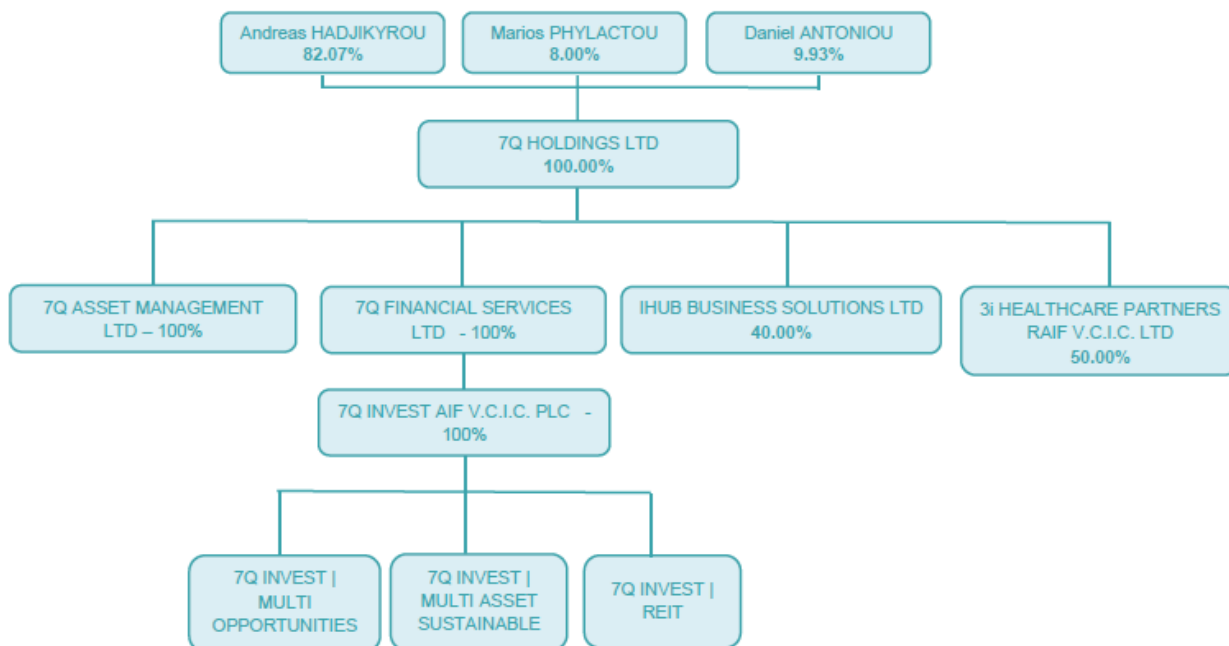 Andreas HADJIKYROU
82.07%
Marios PHYLACTOU
8.00%
Daniel ANTONIOU
9.93%
7Q HOLDINGS LTD
100.00%
7Q ASSET MANAGEMENT
LTD – 100%
7Q FINANCIAL SERVICES
LTD - 100%
IHUB BUSINESS SOLUTIONS LTD
40.00%
3i HEALTHCARE PARTNERS
RAIF V.C.I.C. LTD
50.00%
7Q INVEST AIF V.C.I.C. PLC -
100%
7Q INVEST |
MULTI
OPPORTUNITIES
7Q INVEST |
MULTI ASSET
SUSTAINABLE
7Q INVEST |
REIT